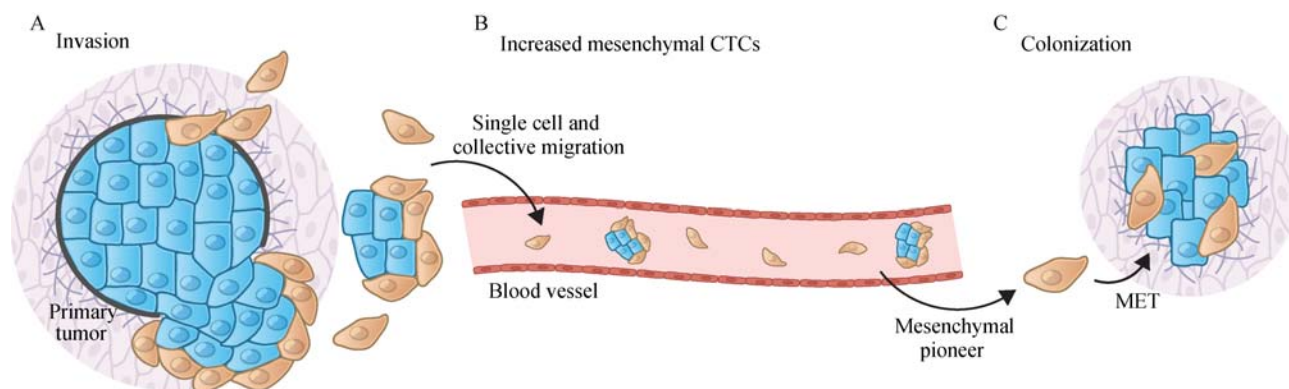 A
Invasion
Primary
tumor
B
Increased mesenchymal CTCs
Single cell and
collective migration
Blood vessel
Mesenchymal
pioneer
C
Colonization
MET